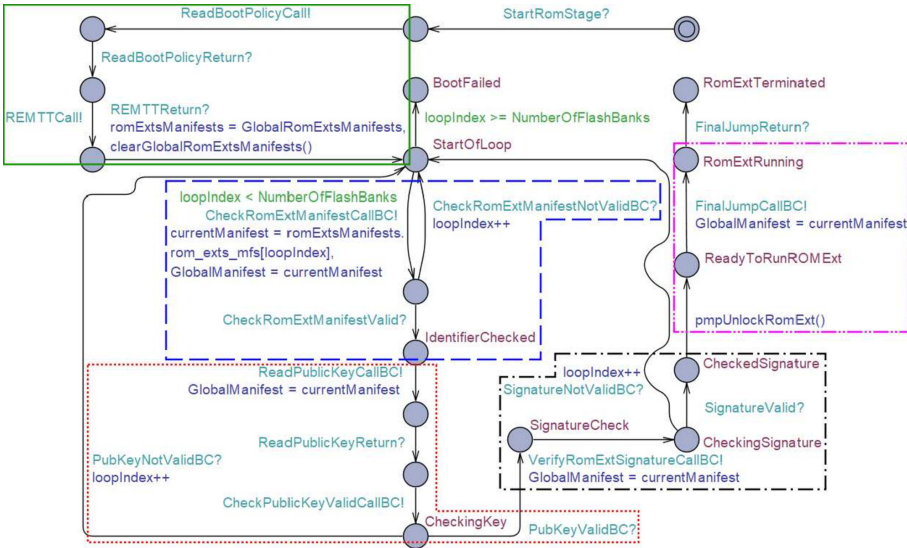 ReadBootPolicyCall!
StartRomStage?
ReadBootPolicyReturn?
REMTTCall!
REMTTReturn?
romExtsManifests = GlobalRomExtsManifests,
clearGlobalRomExtsManifests()
BootFailed
loopIndex >= NumberOfFlashBanks
StartOfLoop
RomExtTerminated
FinalJumpReturn?
RomExtRunning
FinalJumpCallBC!
GlobalManifest = currentManifest
ReadyToRunROMExt
pmpUnlockRomExt()
loopIndex < NumberOfFlashBanks
CheckRomExtManifestCallBC!
currentManifest = romExtsManifests.
rom_exts_mfs[loopIndex],
GlobalManifest = currentManifest
CheckRomExtManifestNotValidBC?
loopIndex++
CheckRomExtManifestValid?
IdentifierChecked
ReadPublicKeyCallBC!
GlobalManifest = currentManifest
ReadPublicKeyReturn?
PubKeyNotValidBC?
loopIndex++
CheckPublicKeyValidCallBC!
CheckingKey
PubKeyValidBC?
loopIndex++
SignatureNotValidBC?
CheckedSignature
SignatureValid?
SignatureCheck
CheckingSignature
VerifyRomExtSignatureCallBC!
GlobalManifest = currentManifest